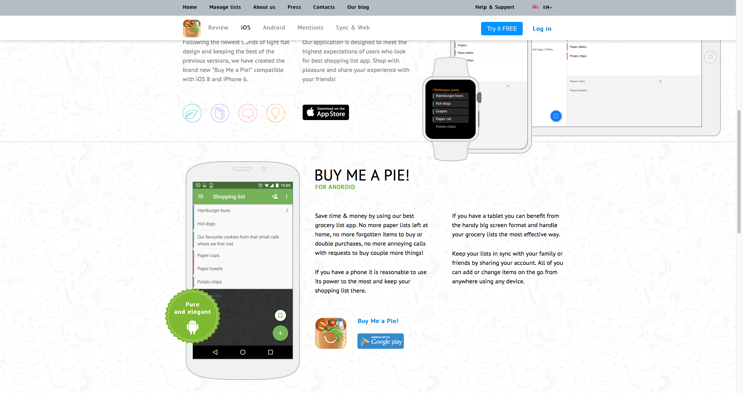 Home Manage lists About us Press Contacts Our blog Help & Support EN
Review iOS Android Mentions Sync & Web Try it FREE Log in
Following the newest trends of light flat
design and keeping the best of the
previous versions, we have created the
brand new "Buy Me a Pie!" compatible
with iOS 8 and iPhone 6.
Our application is designed to meet the
highest expectations of users who look
for best shopping list app. Shop with
pleasure and share your experience with
your friends!
Download on the
App Store
Barbeque party
Hamburger buns
Hot dogs
Grapes
Paper cut
Potato chips
Grapes
Paper cuts
Paper plates
Paper cuts
BUY ME A PIE!
FOR ANDROID
Shopping list
Hamburger buns
Hot dogs
Our favourite cookies from that small cafe
where we first met
Paper cups
Paper towels
Potato chips
Pure
and elegant
Save time & money by using our best
grocery list app. No more paper lists left at
home, no more forgotten items to buy or
double purchases, no more annoying calls
with requests to buy couple more things!
If you have a phone it is reasonable to use
its power to the most and keep your
shopping list there.
If you have a tablet you can benefit from
the handy big screen format and handle
your grocery lists the most effective way.
Keep your lists in sync with your family or
friends by sharing your account. All of you
can add or change items on the go from
anywhere using any device.
Buy Me a Pie!
Google play